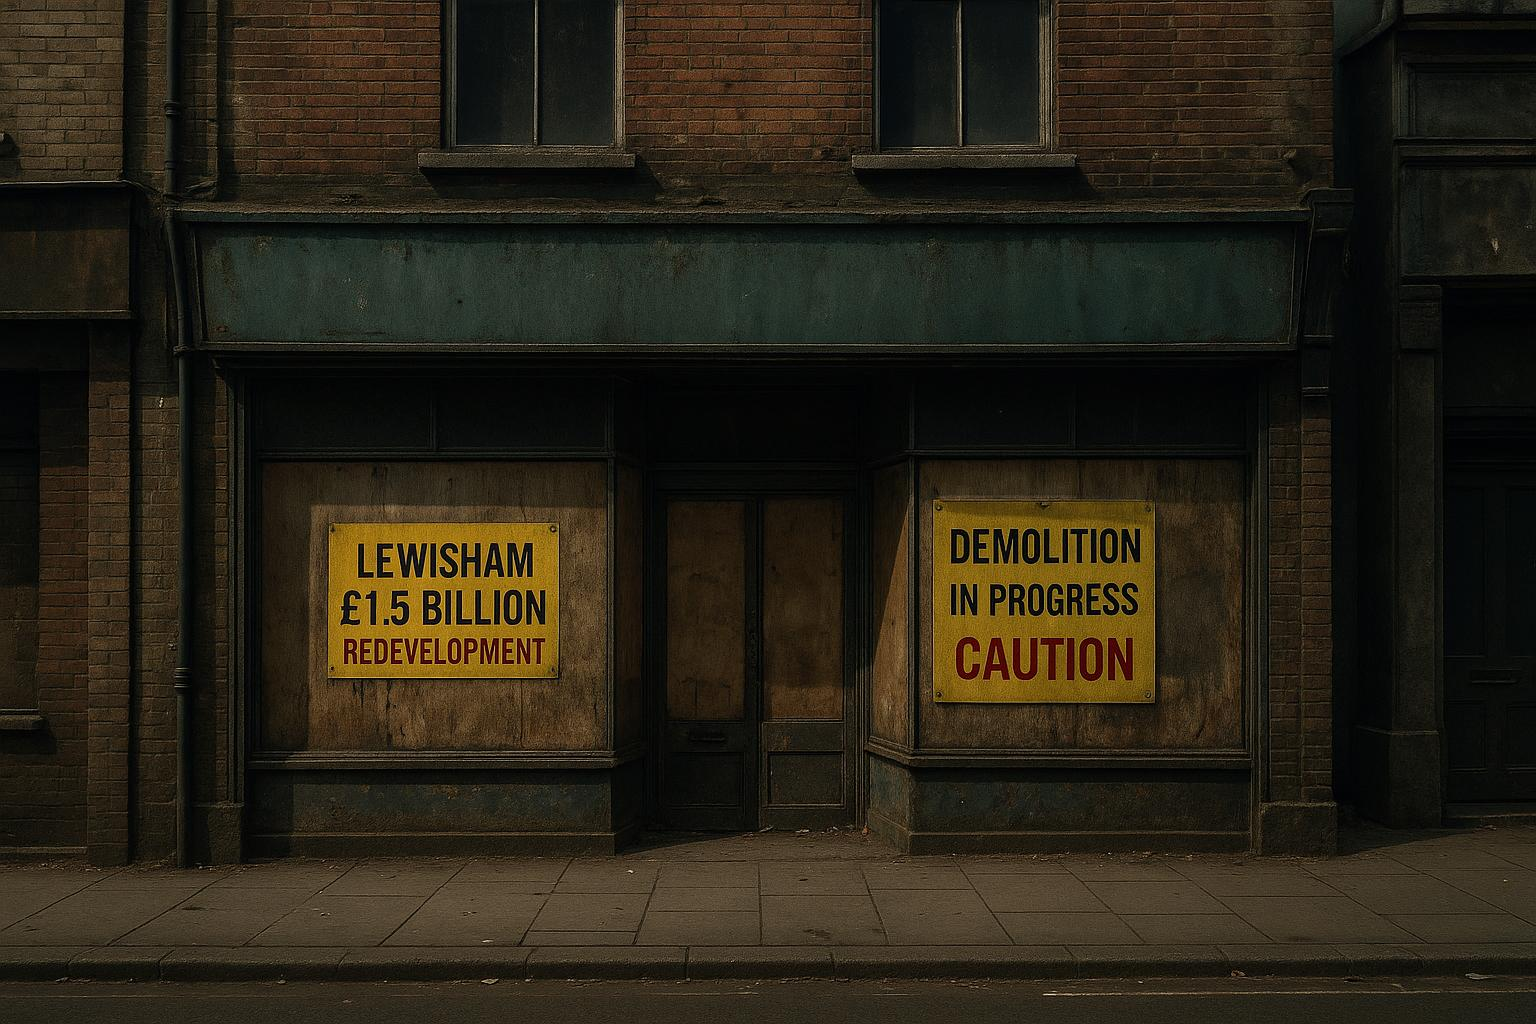 LEWISHAM
£1.5 BILLION
REDEVELOPMENT
DEMOLITION
IN PROGRESS
CAUTION